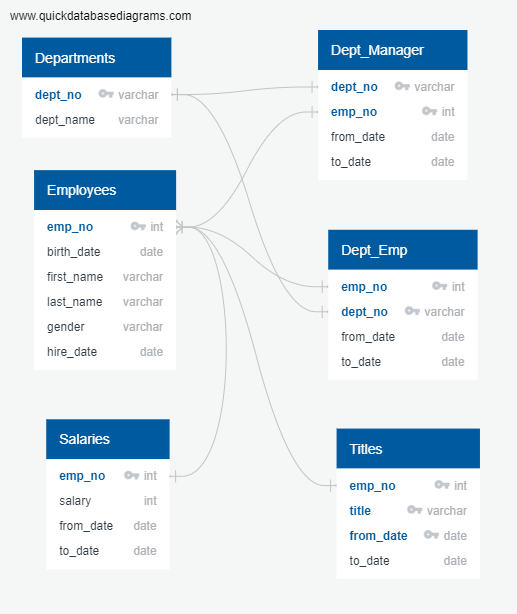 www.quickdatabasediagrams.com
Departments
dept_no varchar
dept_name varchar
Dept_Manager
dept_no varchar
emp_no int
from_date date
to_date date
Employees
emp_no int
birth_date date
first_name varchar
last_name varchar
gender varchar
hire_date date
Dept_Emp
emp_no int
dept_no varchar
from_date date
to_date date
Salaries
emp_no int
salary int
from_date date
to_date date
Titles
emp_no int
title varchar
from_date date
to_date date